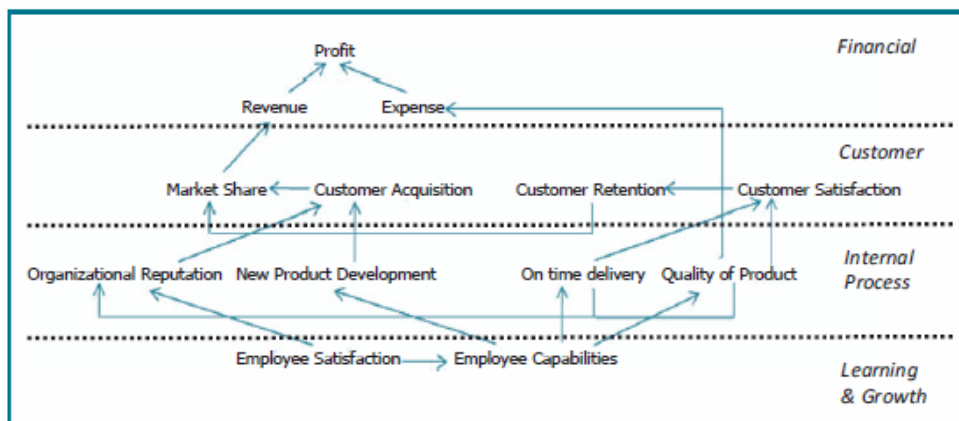 Profit
Financial
Revenue
Expense
Customer
Market Share
Customer Acquisition
Customer Retention
Customer Satisfaction
Organizational Reputation
New Product Development
On time delivery
Quality of Product
Internal
Process
Employee Satisfaction
Employee Capabilities
Learning
& Growth